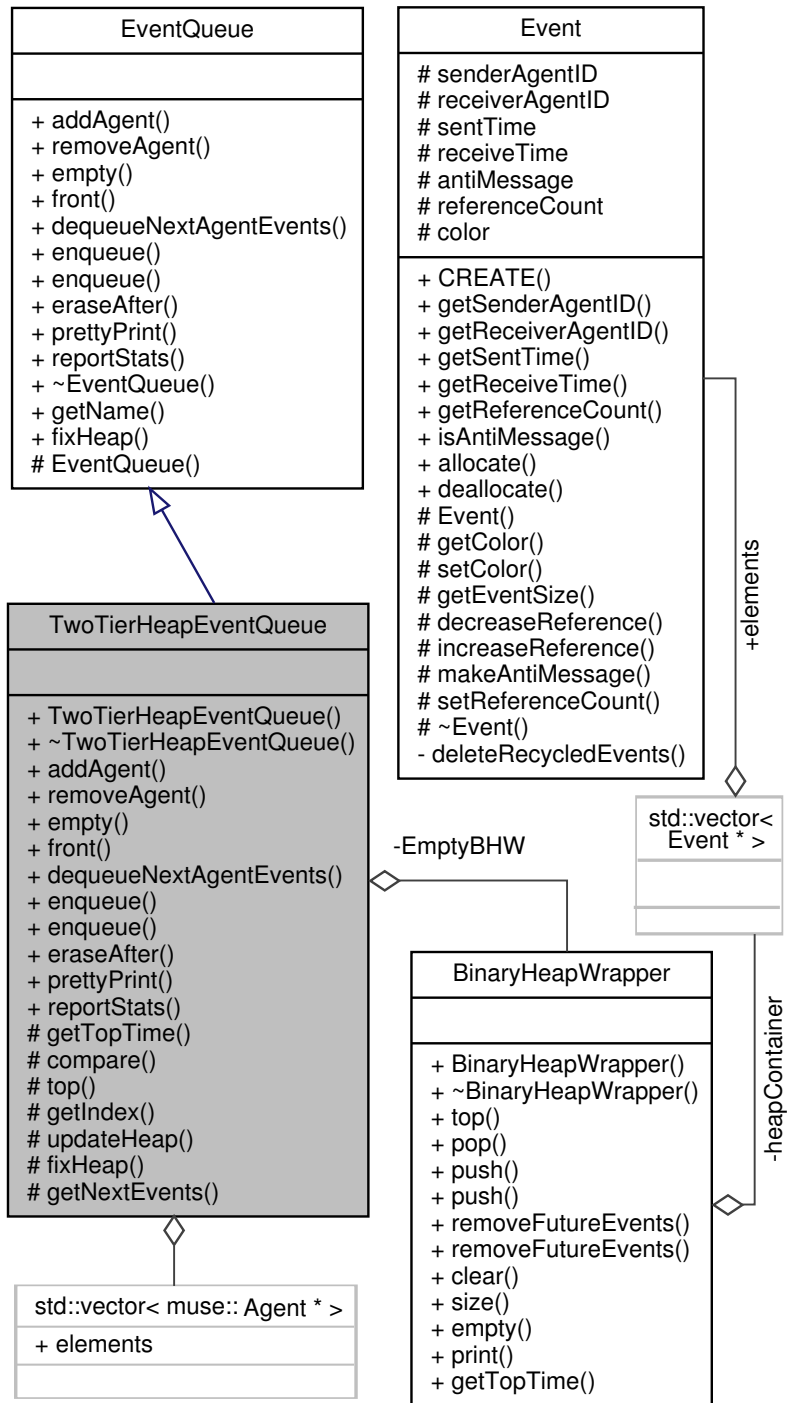 EventQueue
+ addAgent()
+ removeAgent()
+ empty()
+ front()
+ dequeueNextAgentEvents()
+ enqueue()
+ enqueue()
+ eraseAfter()
+ prettyPrint()
+ reportStats()
+ ~EventQueue()
+ getName()
+ fixHeap()
# EventQueue()
Event
# senderAgentID
# receiverAgentID
# sentTime
# receiveTime
# antiMessage
# referenceCount
# color
+ CREATE()
+ getSenderAgentID()
+ getReceiverAgentID()
+ getSentTime()
+ getReceiveTime()
+ getReferenceCount()
+ isAntiMessage()
+ allocate()
+ deallocate()
# Event()
# getColor()
# setColor()
# getEventSize()
# decreaseReference()
# increaseReference()
# makeAntiMessage()
# setReferenceCount()
# ~Event()
- deleteRecycledEvents()
+elements
TwoTierHeapEventQueue
+ TwoTierHeapEventQueue()
+ ~TwoTierHeapEventQueue()
+ addAgent()
+ removeAgent()
+ empty()
+ front()
+ dequeueNextAgentEvents()
+ enqueue()
+ enqueue()
+ eraseAfter()
+ prettyPrint()
+ reportStats()
# getTopTime()
# compare()
# top()
# getIndex()
# updateHeap()
# fixHeap()
# getNextEvents()
-EmptyBHW
std::vector<
Event * >
-heapContainer
BinaryHeapWrapper
+ BinaryHeapWrapper()
+ ~BinaryHeapWrapper()
+ top()
+ pop()
+ push()
+ push()
+ removeFutureEvents()
+ removeFutureEvents()
+ clear()
+ size()
+ empty()
+ print()
+ getTopTime()
std::vector< muse:: Agent * >
+ elements